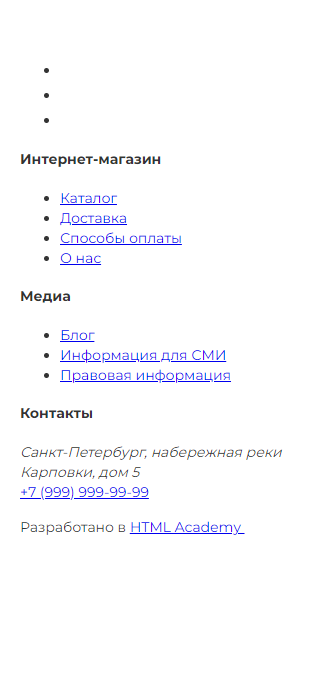 Интернет-магазин
Каталог
Доставка
Способы оплаты
О нас
Медиа
Блог
Информация для СМИ
Правовая информация
Контакты
Санкт-Петербург, набережная реки
Карповки, дом 5
+7 (999) 999-99-99
Разработано в HTML Academy